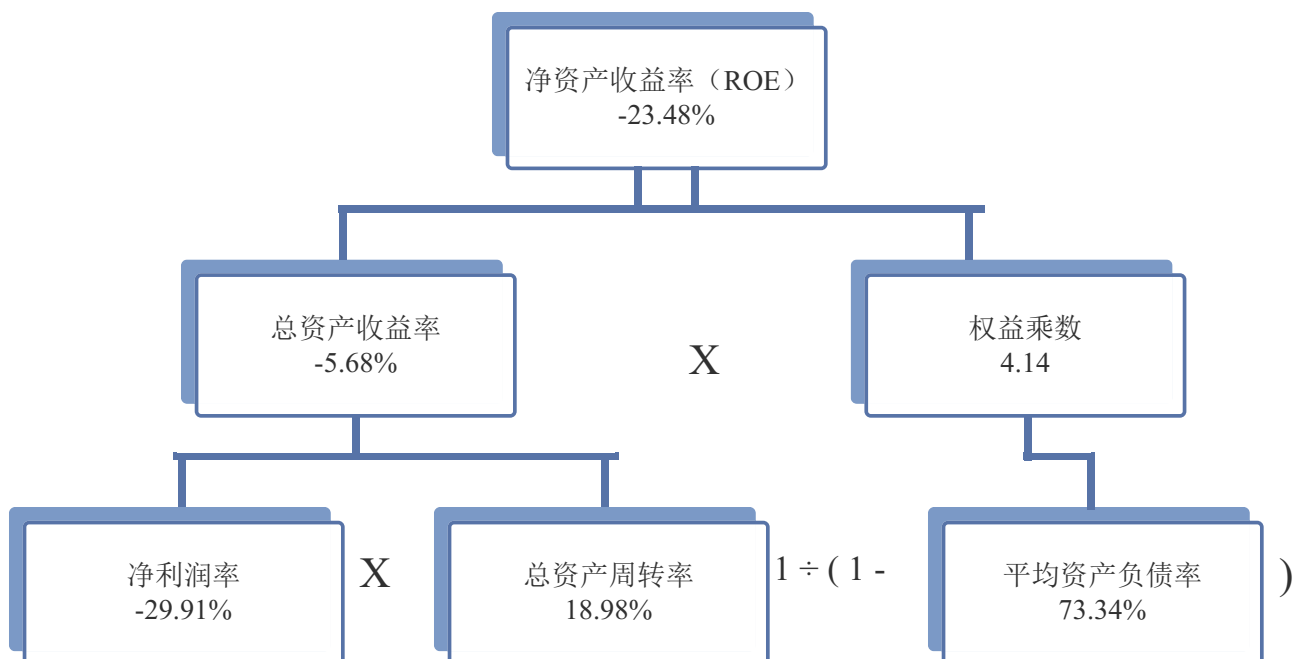 净资产收益率（ROE）
-23.48%
总资产收益率
-5.68%
X
权益乘数
4.14
净利润率
-29.91%
X
总资产周转率
18.98%
1 ÷ ( 1 -
平均资产负债率
73.34%
)